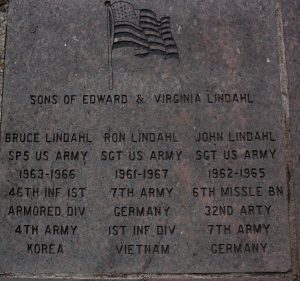 SONS OF EDWARD & VIRGINIA LINDAHL
BRUCE LINDAHL
SP5 US ARMY
1963-1966
46TH INF 1ST
ARMORED DIV
4TH ARMY
KOREA
RON LINDAHL
SGT US ARMY
1961-1967
7TH ARMY
GERMANY
1ST INF DIV
VIETNAM
JOHN LINDAHL
SGT US ARMY
1962-1965
6TH MISSLE BN
32ND ARTY
7TH ARMY
GERMANY